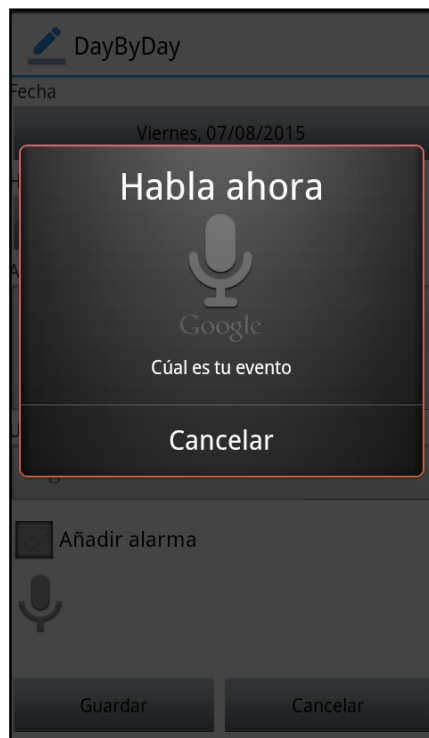 DayByDay
Fecha
Viernes, 07/08/2015
Habla ahora
Google
Cúal es tu evento
Cancelar
Añadir alarma
Guardar
Cancelar